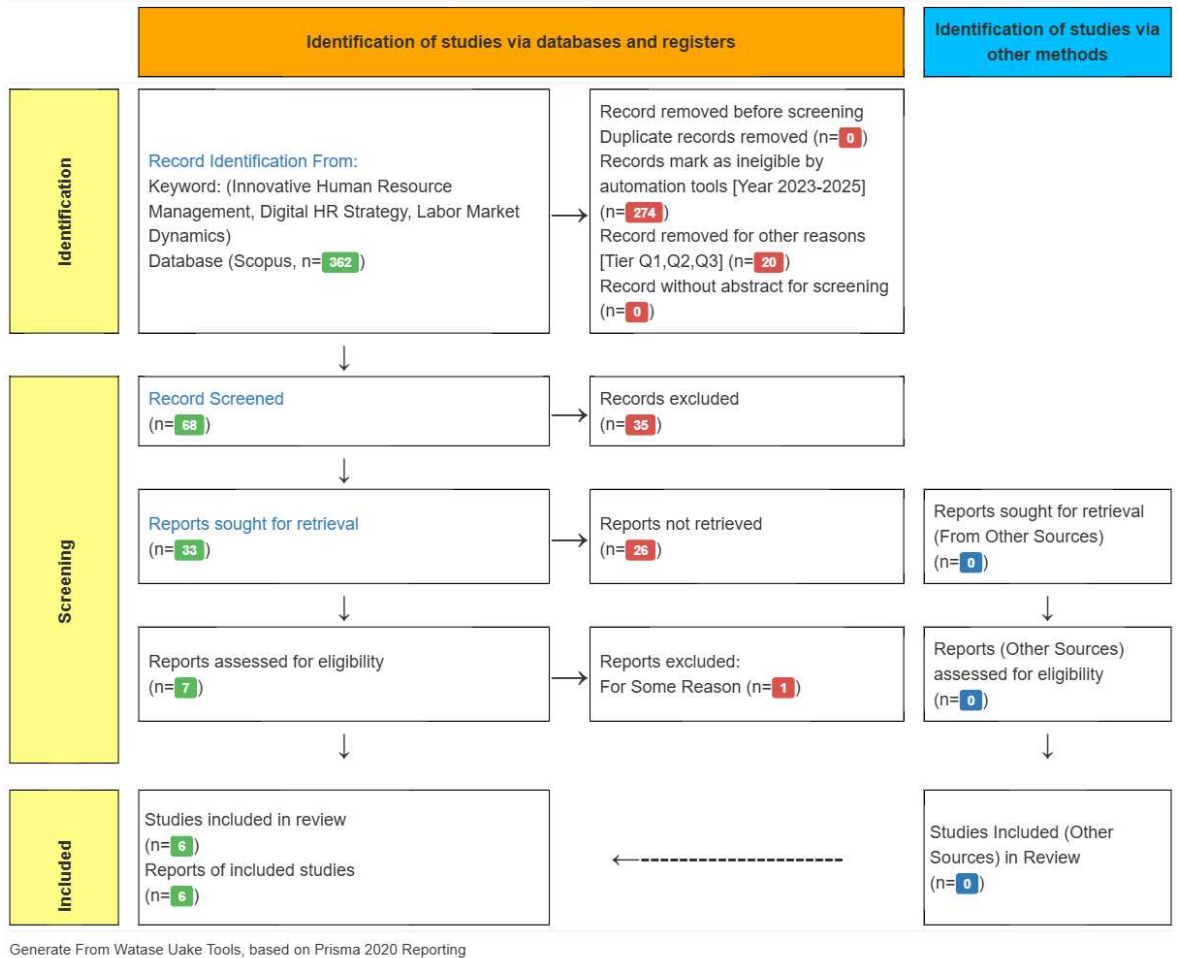 Identification of studies via databases and registers
Identification of studies via
other methods
Identification
Record Identification From:
Keyword: (Innovative Human Resource
Management, Digital HR Strategy, Labor Market
Dynamics)
Database (Scopus, n=362)
Record removed before screening
Duplicate records removed (n=0)
Records mark as ineigible by
automation tools [Year 2023-2025]
(n=274)
Record removed for other reasons
[Tier Q1,Q2,Q3] (n=20)
Record without abstract for screening
(n=0)
Screening
Record Screened
(n=68)
Records excluded
(n=35)
Reports sought for retrieval
(n=33)
Reports not retrieved
(n=26)
Reports sought for retrieval
(From Other Sources)
(n=0)
Reports assessed for eligibility
(n=7)
Reports excluded:
For Some Reason (n=1)
Reports (Other Sources)
assessed for eligibility
(n=0)
Included
Studies included in review
(n=6)
Reports of included studies
(n=6)
Studies Included (Other
Sources) in Review
(n=0)
Generate From Watase Uake Tools, based on Prisma 2020 Reporting